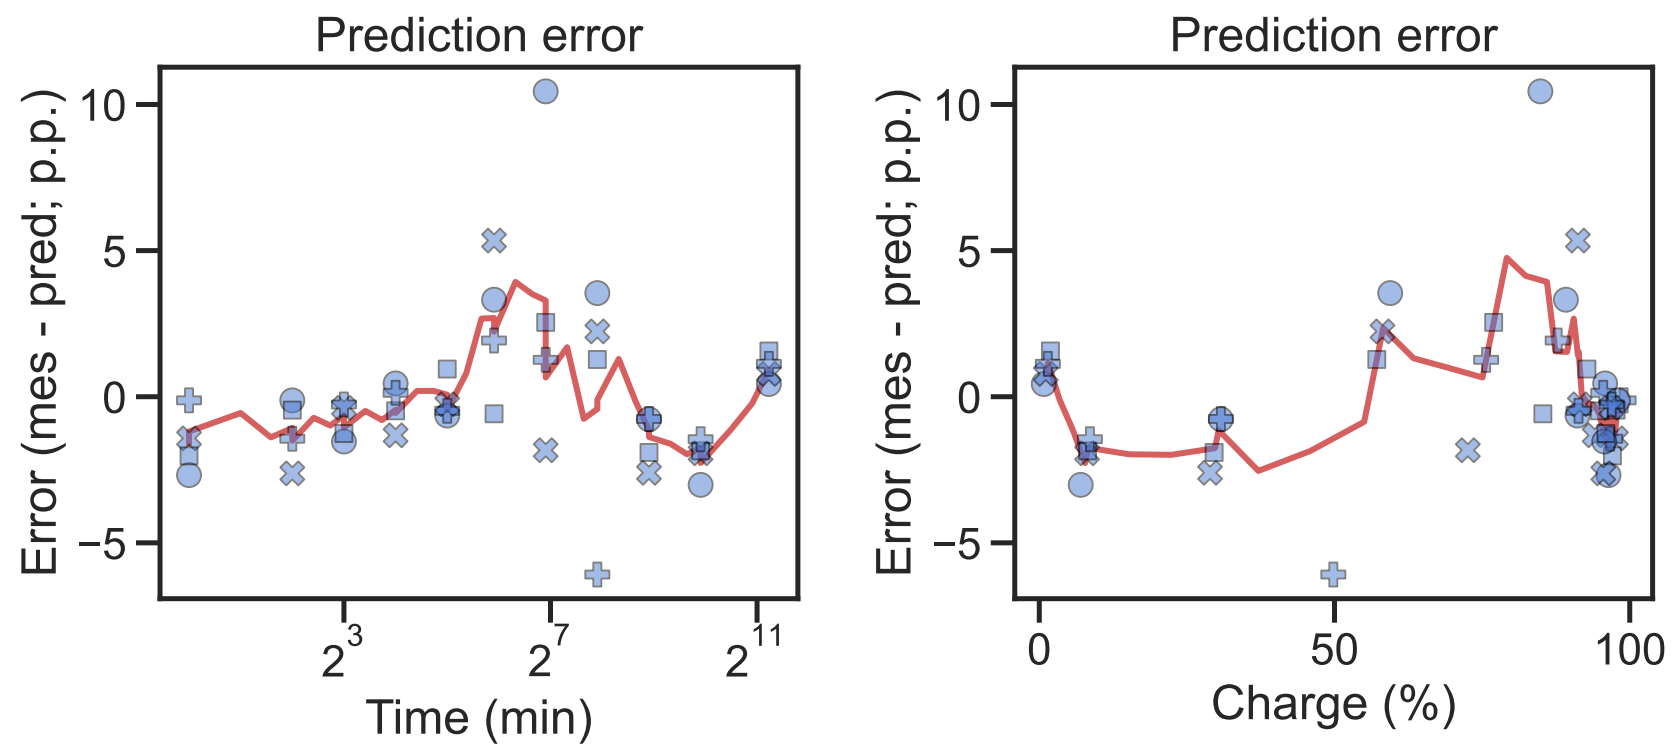 Prediction error
Error (mes - pred; p.p.)
10
5
0
−5
2^3
2^7
2^11
Time (min)
Prediction error
Error (mes - pred; p.p.)
10
5
0
−5
0
50
100
Charge (%)